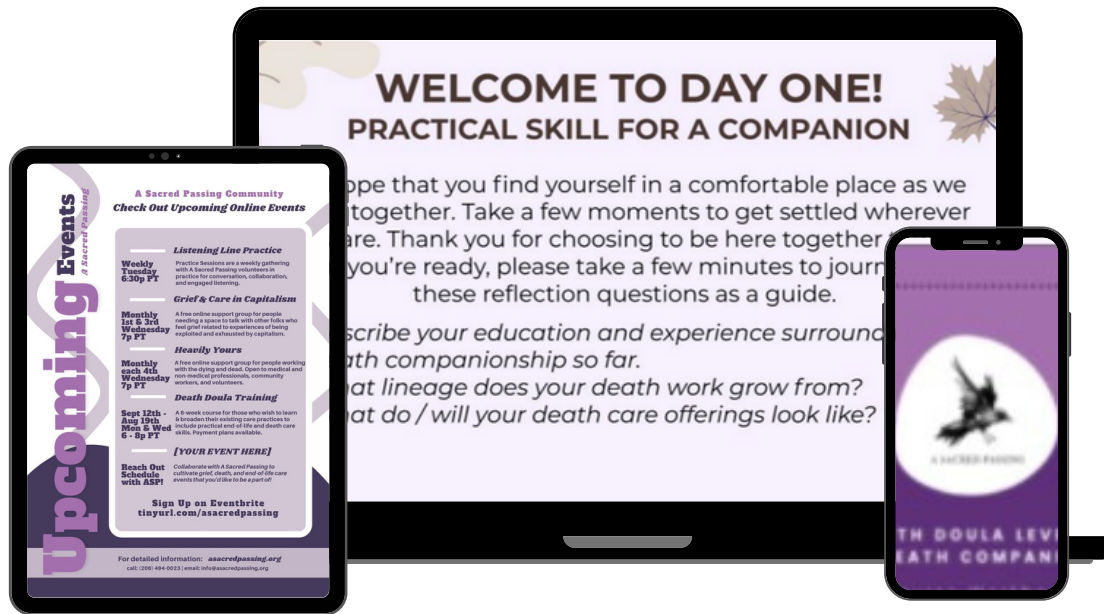 WELCOME TO DAY ONE!
PRACTICAL SKILL FOR A COMPANION
ope that you find yourself in a comfortable place as we
together. Take a few moments to get settled wherever
are. Thank you for choosing to be here together
you're ready, please take a few minutes to journ
these reflection questions as a guide.
scribe your education and experience surround
ath companionship so far.
at lineage does your death work grow from?
at do / will your death care offerings look like?
Upcoming Events
A Sacred Passing
A Sacred Passing Community
Check Out Upcoming Online Events
Listening Line Practice
Weekly
Tuesday
6:30p PT
Practice Sessions are a weekly gathering
with A Sacred Passing volunteers in
practice for conversation, collaboration,
and engaged listening.
Grief & Care in Capitalism
Monthly
1st & 3rd
Wednesday
7p PT
A free online support group for people
needing a space to talk with other folks who
feel grief related to experiences of being
exploited and exhausted by capitalism.
Heavily Yours
Monthly
each 4th
Wednesday
7p PT
A free online support group for people working
with the dying and dead. Open to medical and
non-medical professionals, community
workers, and volunteers.
Death Doula Training
Sept 12th -
Aug 19th
Mon & Wed
6 - 8p PT
A 6-week course for those who wish to learn
& broaden their existing care practices to
include practical end-of-life and death care
skills. Payment plans available.
[YOUR EVENT HERE]
Reach Out
Schedule
with ASP!
Collaborate with A Sacred Passing to
cultivate grief, death, and end-of-life care
events that you'd like to be a part of!
Sign Up on Eventbrite
tinyurl.com/asacredpassing
For detailed information: asacredpassing.org
call: (206) 494-0023 | email: info@asacredpassing.org
A SACRED PASSING
TH DOULA LEV
EATH COMPAN